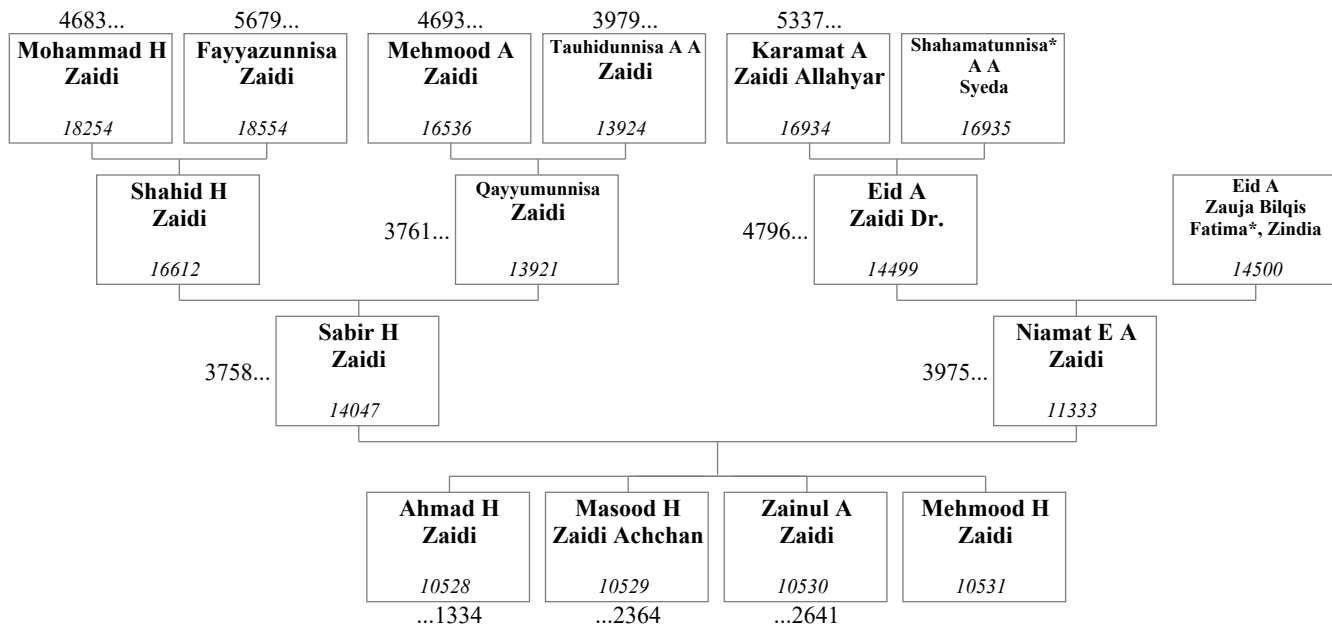 4683...
5679...
4693...
3979...
5337...
Mohammad H
Zaidi
18254
Fayyazunnisa
Zaidi
18554
Mehmood A
Zaidi
16536
Tauhidunnisa A A
Zaidi
13924
Karamat A
Zaidi Allahyar
16934
Shahamatunnisa*
A A
Syeda
16935
Shahid H
Zaidi
16612
3761...
Qayyumunnisa
Zaidi
13921
4796...
Eid A
Zaidi Dr.
14499
Eid A
Zauja Bilqis
Fatima*, Zindia
14500
3758...
Sabir H
Zaidi
14047
3975...
Niamat E A
Zaidi
11333
Ahmad H
Zaidi
10528
...1334
Masood H
Zaidi Achchan
10529
...2364
Zainul A
Zaidi
10530
...2641
Mehmood H
Zaidi
10531